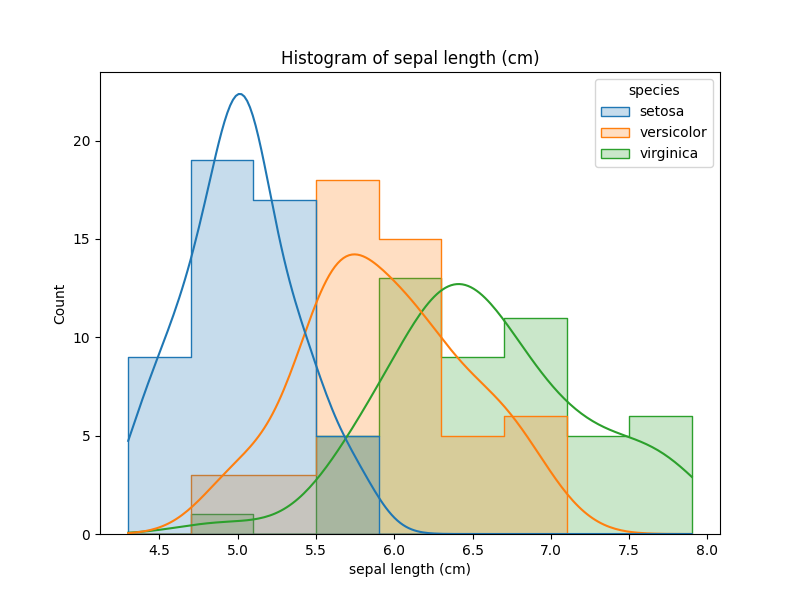 Histogram of sepal length (cm)
species
setosa
versicolor
virginica
20
15
10
5
0
Count
4.5 5.0 5.5 6.0 6.5 7.0 7.5 8.0
sepal length (cm)